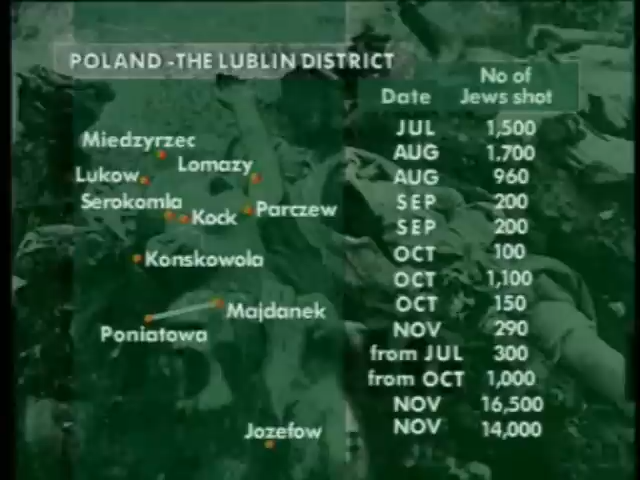 POLAND -THE LUBLIN DISTRICT
Miedzyrzec
Lomazy
Lukow
Serokomla
Kock
Parczew
Konskowola
Majdanek
Poniatowa
Jozefow
Date No of Jews shot
JUL 1,500
AUG 1,700
AUG 960
SEP 200
SEP 200
OCT 100
OCT 1,100
OCT 150
NOV 290
from JUL 300
from OCT 1,000
NOV 16,500
NOV 14,000